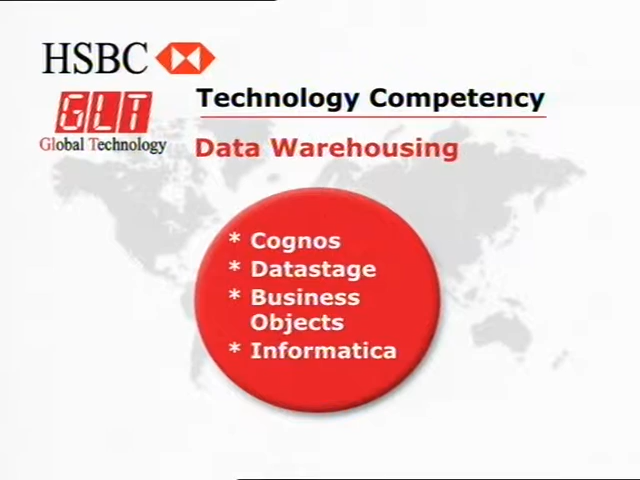 HSBC
GLT
Global Technology
Technology Competency
Data Warehousing
* Cognos
* Datastage
* Business
Objects
* Informatica